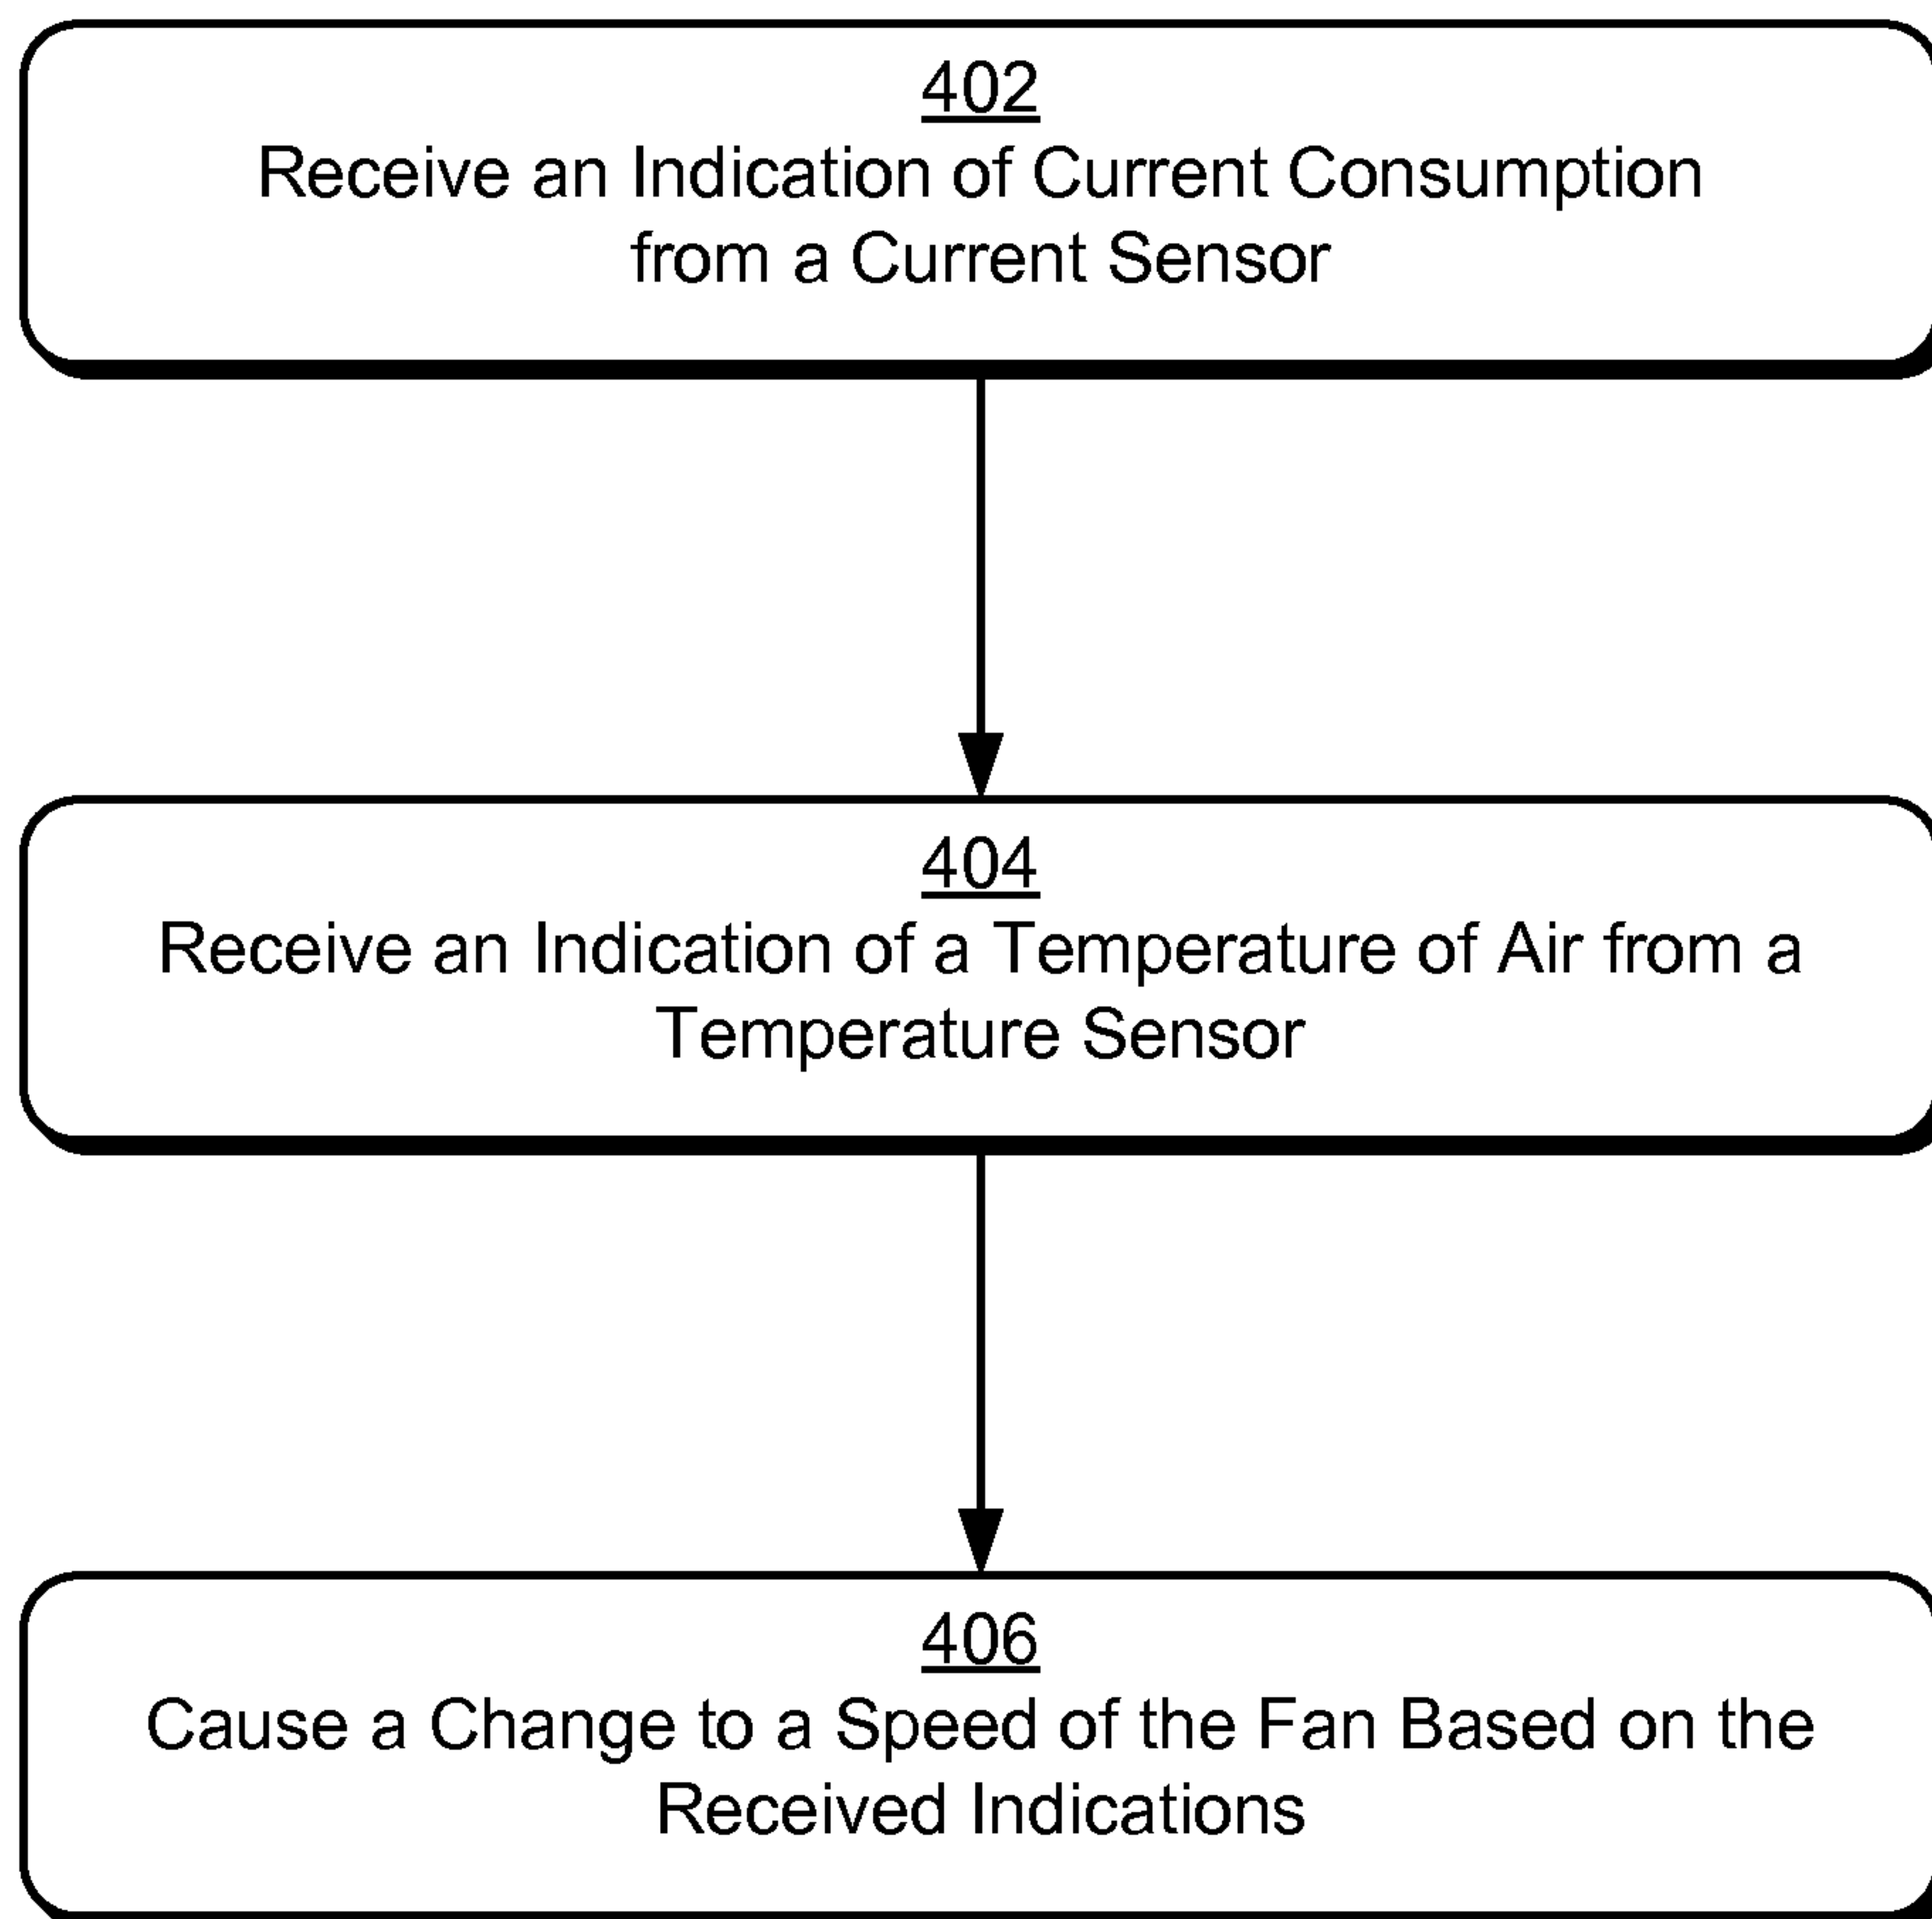 402
Receive an Indication of Current Consumption
from a Current Sensor
404
Receive an Indication of a Temperature of Air from a
Temperature Sensor
406
Cause a Change to a Speed of the Fan Based on the
Received Indications